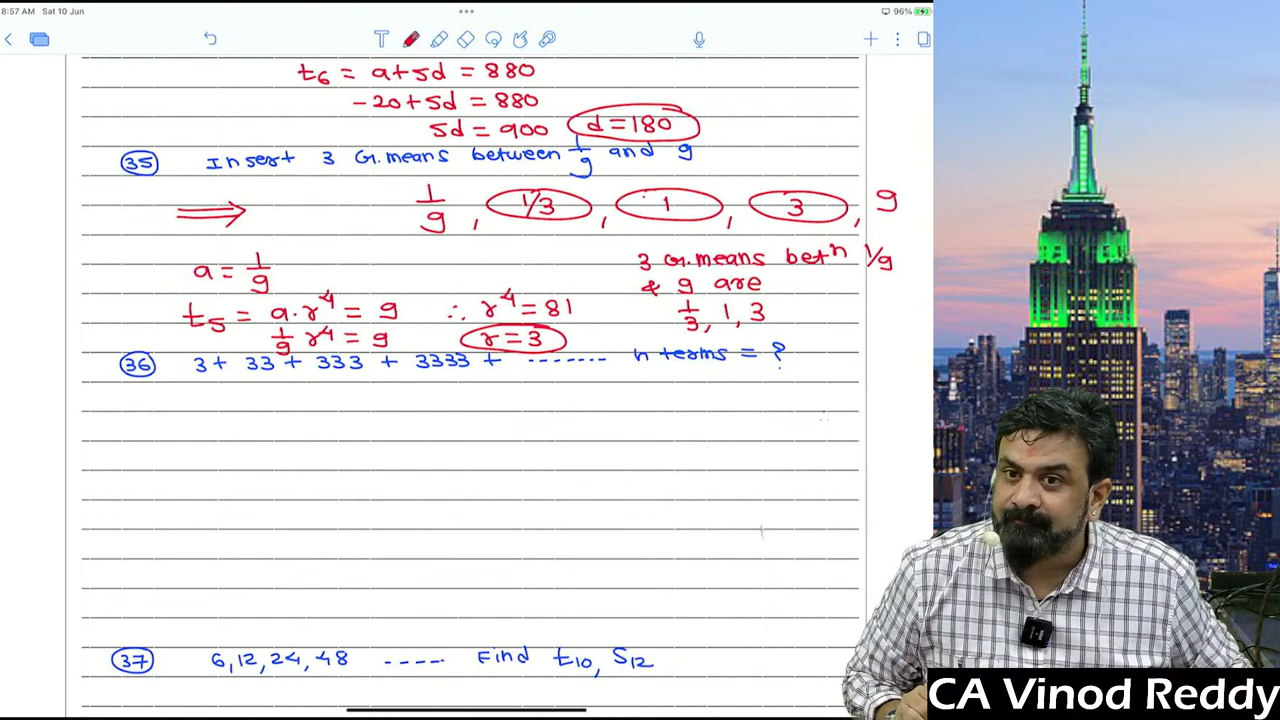 8:57 AM Sat 10 Jun
96%
t6 = a+5d = 880
-20+5d = 880
5d = 900 d=180
35 Insert 3 G.means between 1/9 and 9
⟹ 1/9, 1/3, 1, 3, 9
a = 1/9
3 G.means betⁿ 1/9
& 9 are
t5 = a·r⁴ = 9 ∴ r⁴ = 81
1/3, 1, 3
1/9 r⁴ = 9 r=3
36 3+ 33+ 333 + 3333 + -------- n terms = ?
37 6,12,24,48 ---- Find t10, S12
CA Vinod Reddy